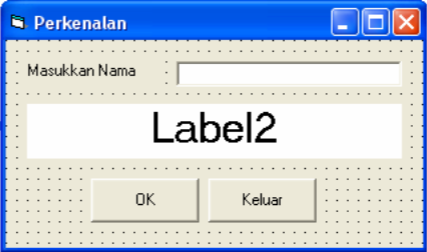 Perkenalan
Masukkan Nama :
Label2
OK Keluar